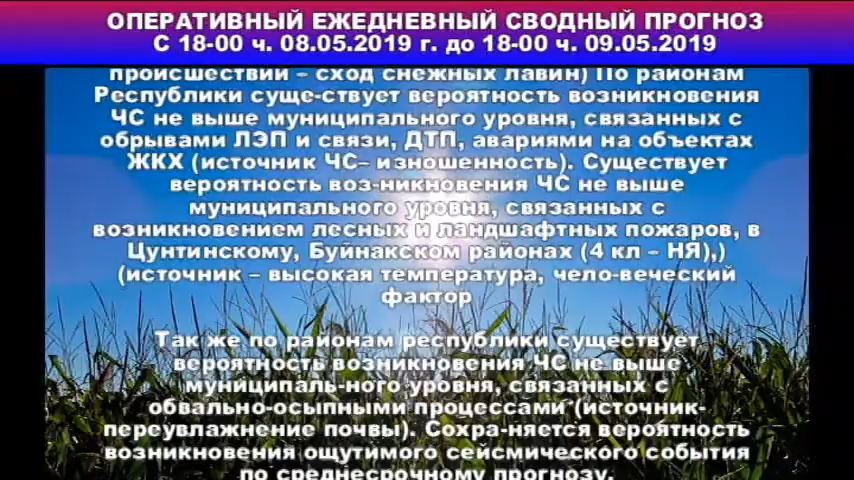 ОПЕРАТИВНЫЙ ЕЖЕДНЕВНЫЙ СВОДНЫЙ ПРОГНОЗ
С 18-00 ч. 08.05.2019 г. до 18-00 ч. 09.05.2019
происшествий – сход снежных лавин) По районам
Республики суще-ствует вероятность возникновения
ЧС не выше муниципального уровня, связанных с
обрывами ЛЭП и связи, ДТП, авариями на объектах
ЖКХ (источник ЧС– изношенность). Существует
вероятность воз-никновения ЧС не выше
муниципального уровня, связанных с
возникновением лесных и ландшафтных пожаров, в
Цунтинскому, Буйнакском районах (4 кл – НЯ),)
(источник – высокая температура, чело-веческий
фактор
Так же по районам республики существует
вероятность возникновения ЧС не выше
муниципаль-ного уровня, связанных с
обвально-осыпными процессами (источник-
переувлажнение почвы). Сохра-няется вероятность
возникновения ощутимого сейсмического события
по среднесрочному прогнозу.